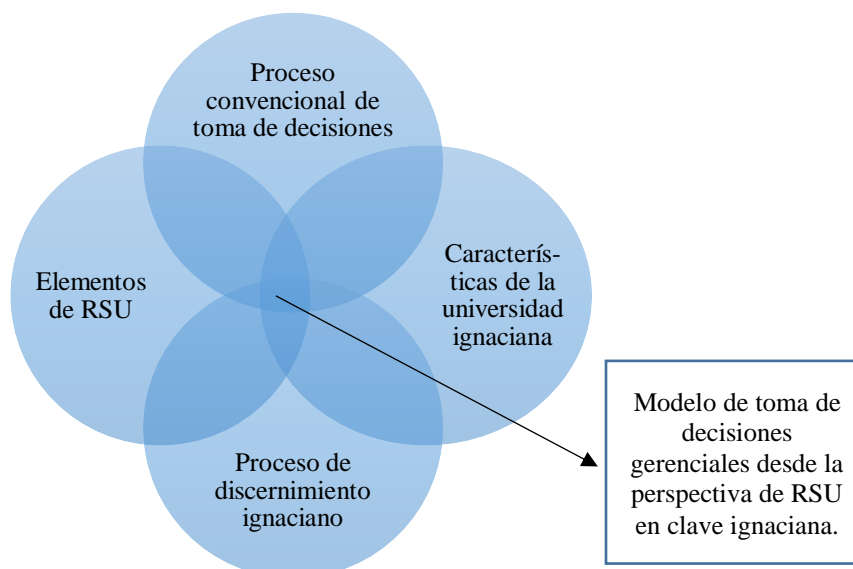 Proceso
convencional de
toma de decisiones
Elementos
de RSU
Caracterís-
ticas de la
universidad
ignaciana
Proceso de
discernimiento
ignaciano
Modelo de toma de
decisiones
gerenciales desde la
perspectiva de RSU
en clave ignaciana.